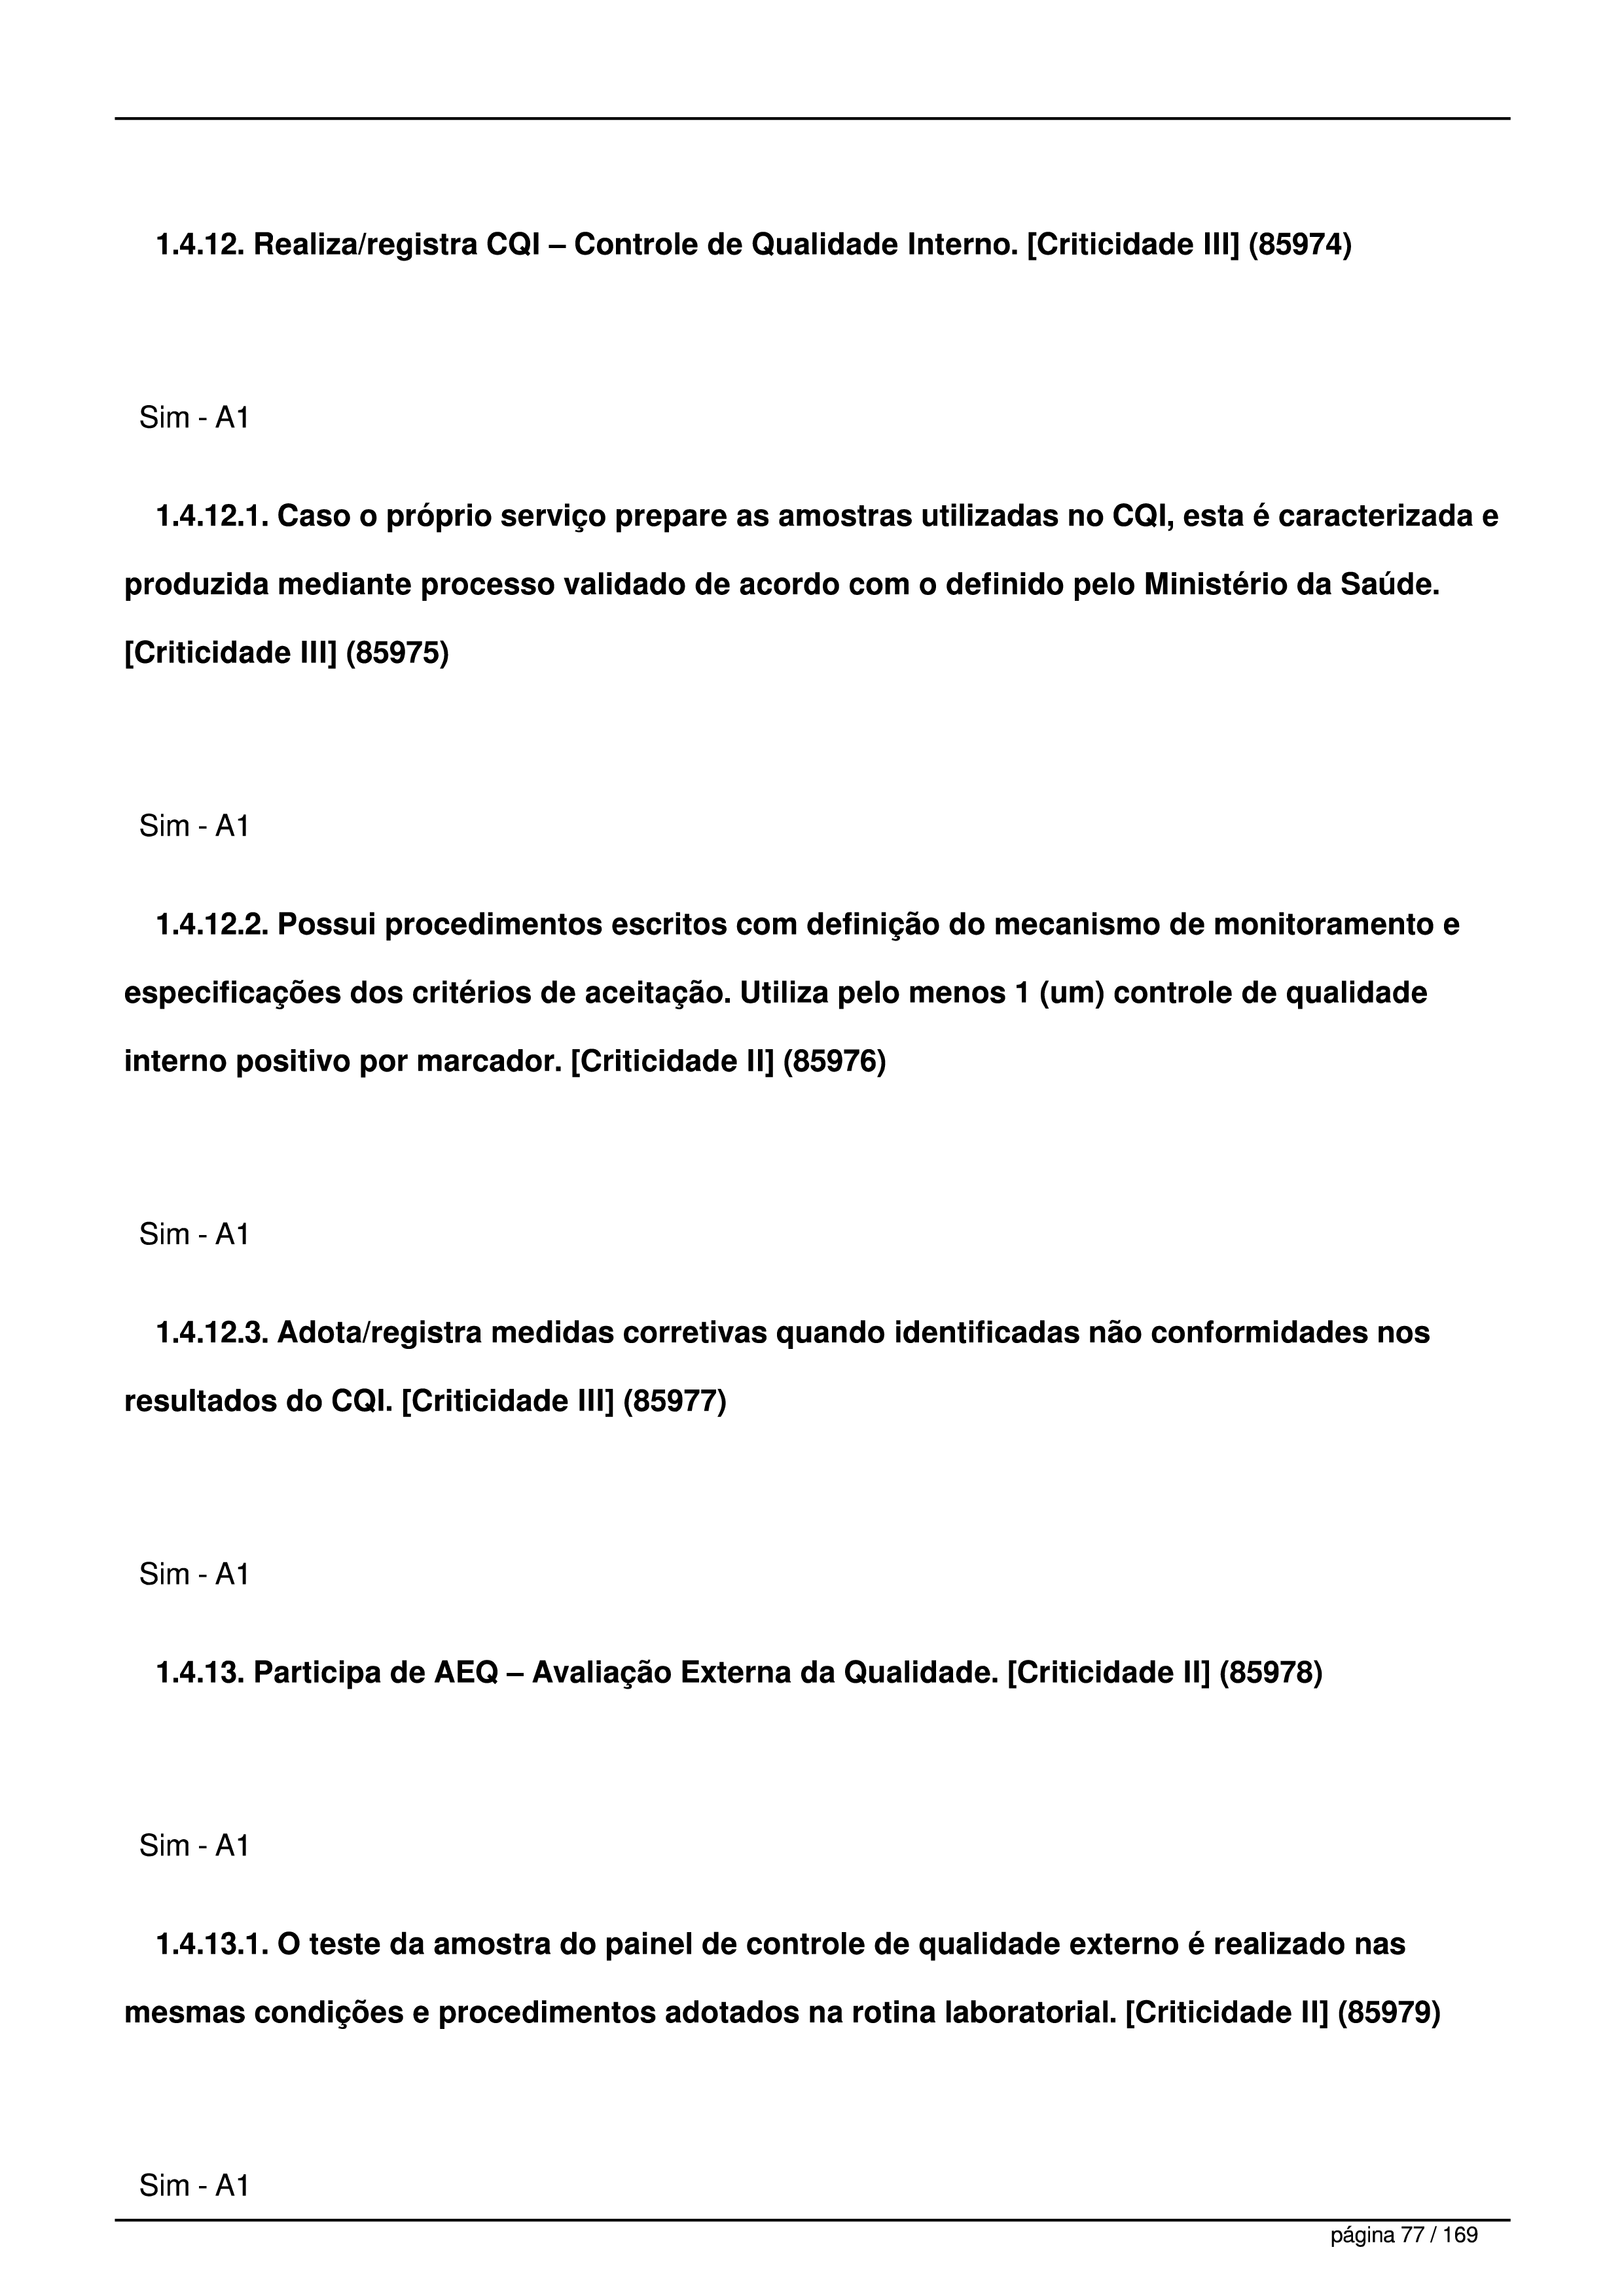 1.4.12. Realiza/registra CQI – Controle de Qualidade Interno. [Criticidade III] (85974)
Sim - A1
1.4.12.1. Caso o próprio serviço prepare as amostras utilizadas no CQI, esta é caracterizada e
produzida mediante processo validado de acordo com o definido pelo Ministério da Saúde.
[Criticidade III] (85975)
Sim - A1
1.4.12.2. Possui procedimentos escritos com definição do mecanismo de monitoramento e
especificações dos critérios de aceitação. Utiliza pelo menos 1 (um) controle de qualidade
interno positivo por marcador. [Criticidade II] (85976)
Sim - A1
1.4.12.3. Adota/registra medidas corretivas quando identificadas não conformidades nos
resultados do CQI. [Criticidade III] (85977)
Sim - A1
1.4.13. Participa de AEQ – Avaliação Externa da Qualidade. [Criticidade II] (85978)
Sim - A1
1.4.13.1. O teste da amostra do painel de controle de qualidade externo é realizado nas
mesmas condições e procedimentos adotados na rotina laboratorial. [Criticidade II] (85979)
Sim - A1
página 77 / 169